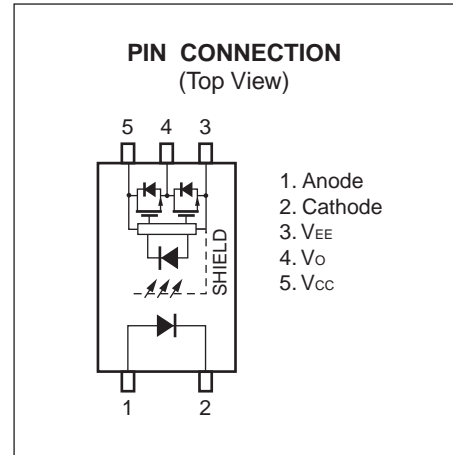 PIN CONNECTION
(Top View)
5 4 3
SHIELD
1. Anode
2. Cathode
3. VEE
4. VO
5. VCC
1 2